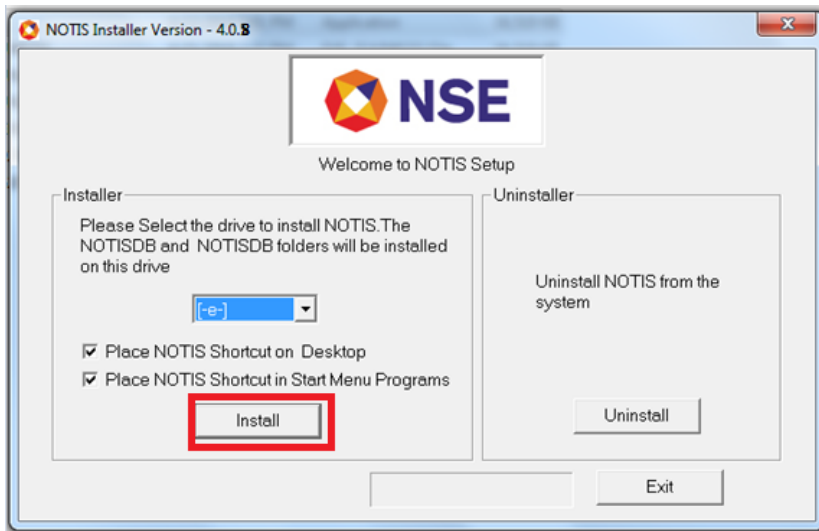 NOTIS Installer Version - 4.0.8
NSE
Welcome to NOTIS Setup
Installer
Please Select the drive to install NOTIS.The
NOTISDB and NOTISDB folders will be installed
on this drive
[-e-]
Place NOTIS Shortcut on Desktop
Place NOTIS Shortcut in Start Menu Programs
Install
Uninstaller
Uninstall NOTIS from the
system
Uninstall
Exit